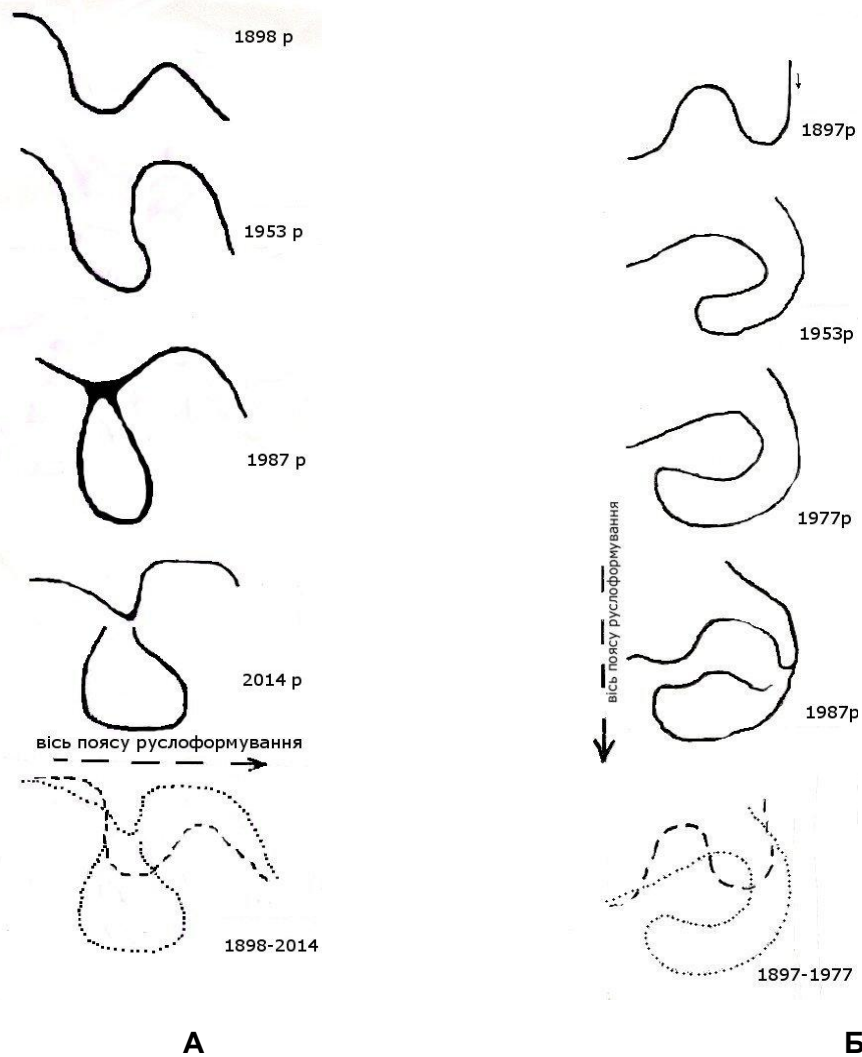 1898 р
1953 р
1987 р
2014 р
вісь поясу руслоформування
1898-2014
А
1897р
1953р
1977р
вісь поясу руслоформування
1987р
1897-1977
Б